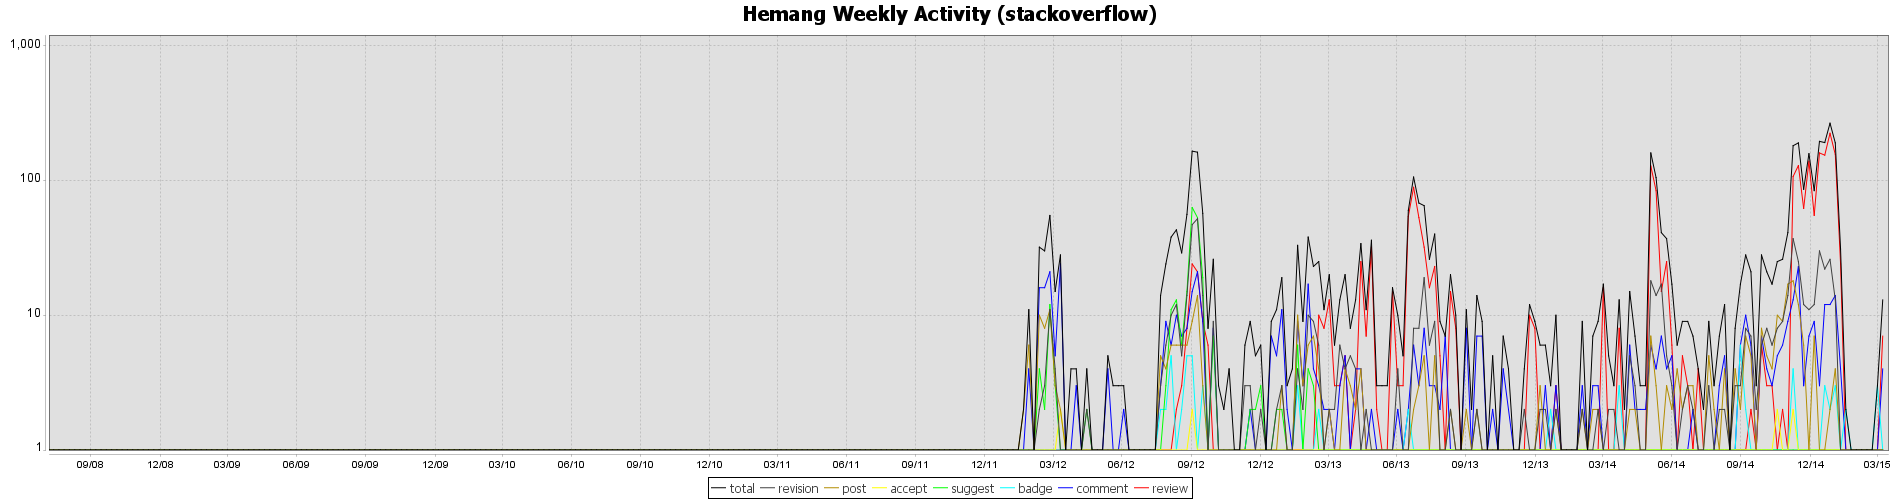 Hemang Weekly Activity (stackoverflow)
1,000
100
10
1
09/08 12/08 03/09 06/09 09/09 12/09 03/10 06/10 09/10 12/10 03/11 06/11 09/11 12/11 03/12 06/12 09/12 12/12 03/13 06/13 09/13 12/13 03/14 06/14 09/14 12/14 03/15
total revision post accept suggest badge comment review